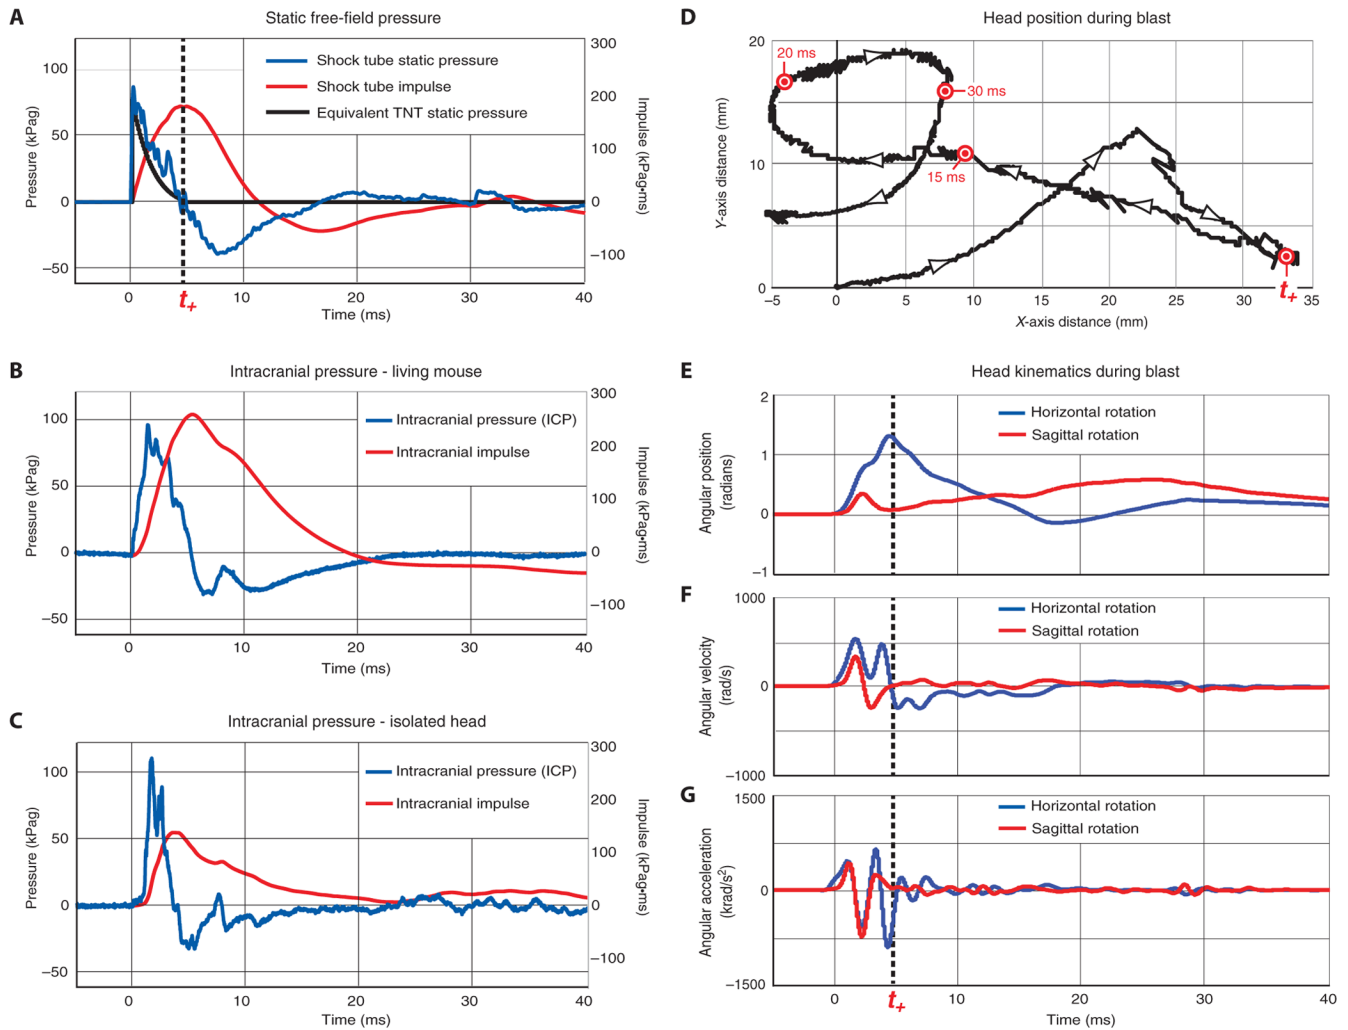 A
Static free-field pressure
Shock tube static pressure
Shock tube impulse
Equivalent TNT static pressure
Pressure (kPag)
100
50
0
−50
Impulse (kPag•ms)
300
200
100
0
−100
0 10 20 30 40
t+
Time (ms)
B
Intracranial pressure - living mouse
Intracranial pressure (ICP)
Intracranial impulse
Pressure (kPag)
100
50
0
−50
Impulse (kPag•ms)
300
200
100
0
−100
0 10 20 30 40
Time (ms)
C
Intracranial pressure - isolated head
Intracranial pressure (ICP)
Intracranial impulse
Pressure (kPag)
100
50
0
−50
Impulse (kPag•ms)
300
200
100
0
−100
0 10 20 30 40
Time (ms)
D
Head position during blast
Y-axis distance (mm)
20
10
0
20 ms
30 ms
15 ms
t+
−5 0 5 10 15 20 25 30 35
X-axis distance (mm)
E
Head kinematics during blast
Horizontal rotation
Sagittal rotation
Angular position
(radians)
2
1
0
−1
F
Horizontal rotation
Sagittal rotation
Angular velocity
(rad/s)
1000
0
−1000
G
Horizontal rotation
Sagittal rotation
Angular acceleration
(krad/s2)
1500
0
−1500
0 10 20 30 40
t+
Time (ms)